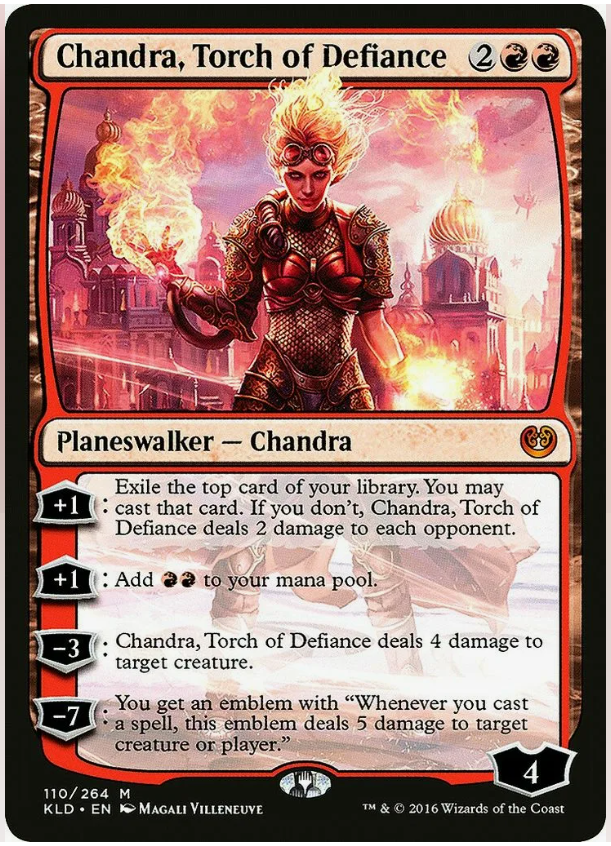 Chandra, Torch of Defiance 2
Planeswalker — Chandra
+1 : Exile the top card of your library. You may
cast that card. If you don't, Chandra, Torch of
Defiance deals 2 damage to each opponent.
+1 : Add to your mana pool.
-3 : Chandra, Torch of Defiance deals 4 damage to
target creature.
-7 : You get an emblem with “Whenever you cast
a spell, this emblem deals 5 damage to target
creature or player.”
4
110/264 M
KLD • EN MAGALI VILLENEUVE
™ & © 2016 Wizards of the Coast